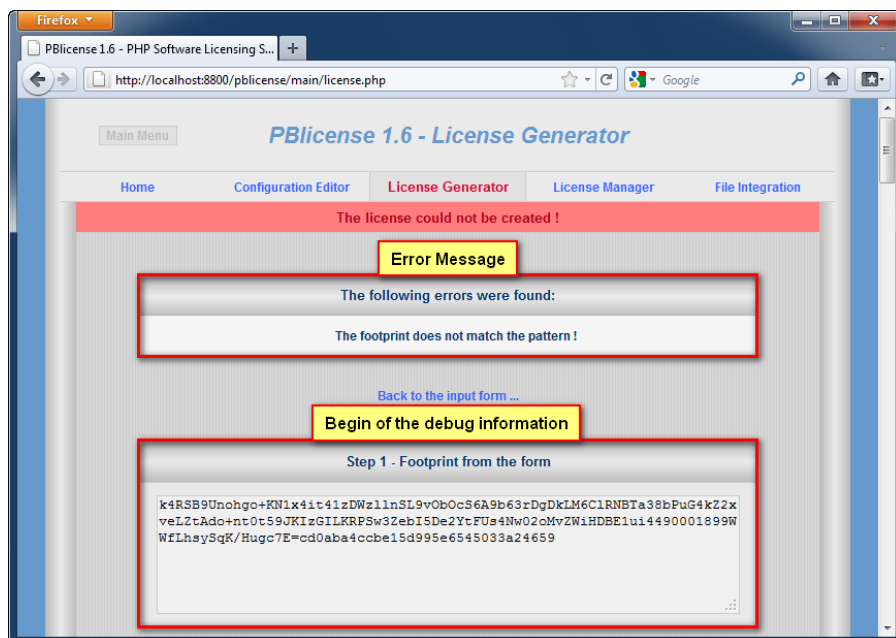 Firefox
PBlicense 1.6 - PHP Software Licensing S...
http://localhost:8800/pblicense/main/license.php
Google
Main Menu
PBlicense 1.6 - License Generator
Home Configuration Editor License Generator License Manager File Integration
The license could not be created !
Error Message
The following errors were found:
The footprint does not match the pattern !
Back to the input form ...
Begin of the debug information
Step 1 - Footprint from the form
k4RSB9Unohgo+KN1x4it41zDWzllnSL9vObOcS6A9b63rDgDkLM6ClRNBTa38bPuG4kZ2x
veLZtAdo+nt0t59JKIzGILKRPSw3ZebI5De2YtFUs4Nw02oMvZWiHDBE1ui4490001899W
WfLhsySqK/Hugc7E=cd0aba4ccbe15d995e6545033a24659